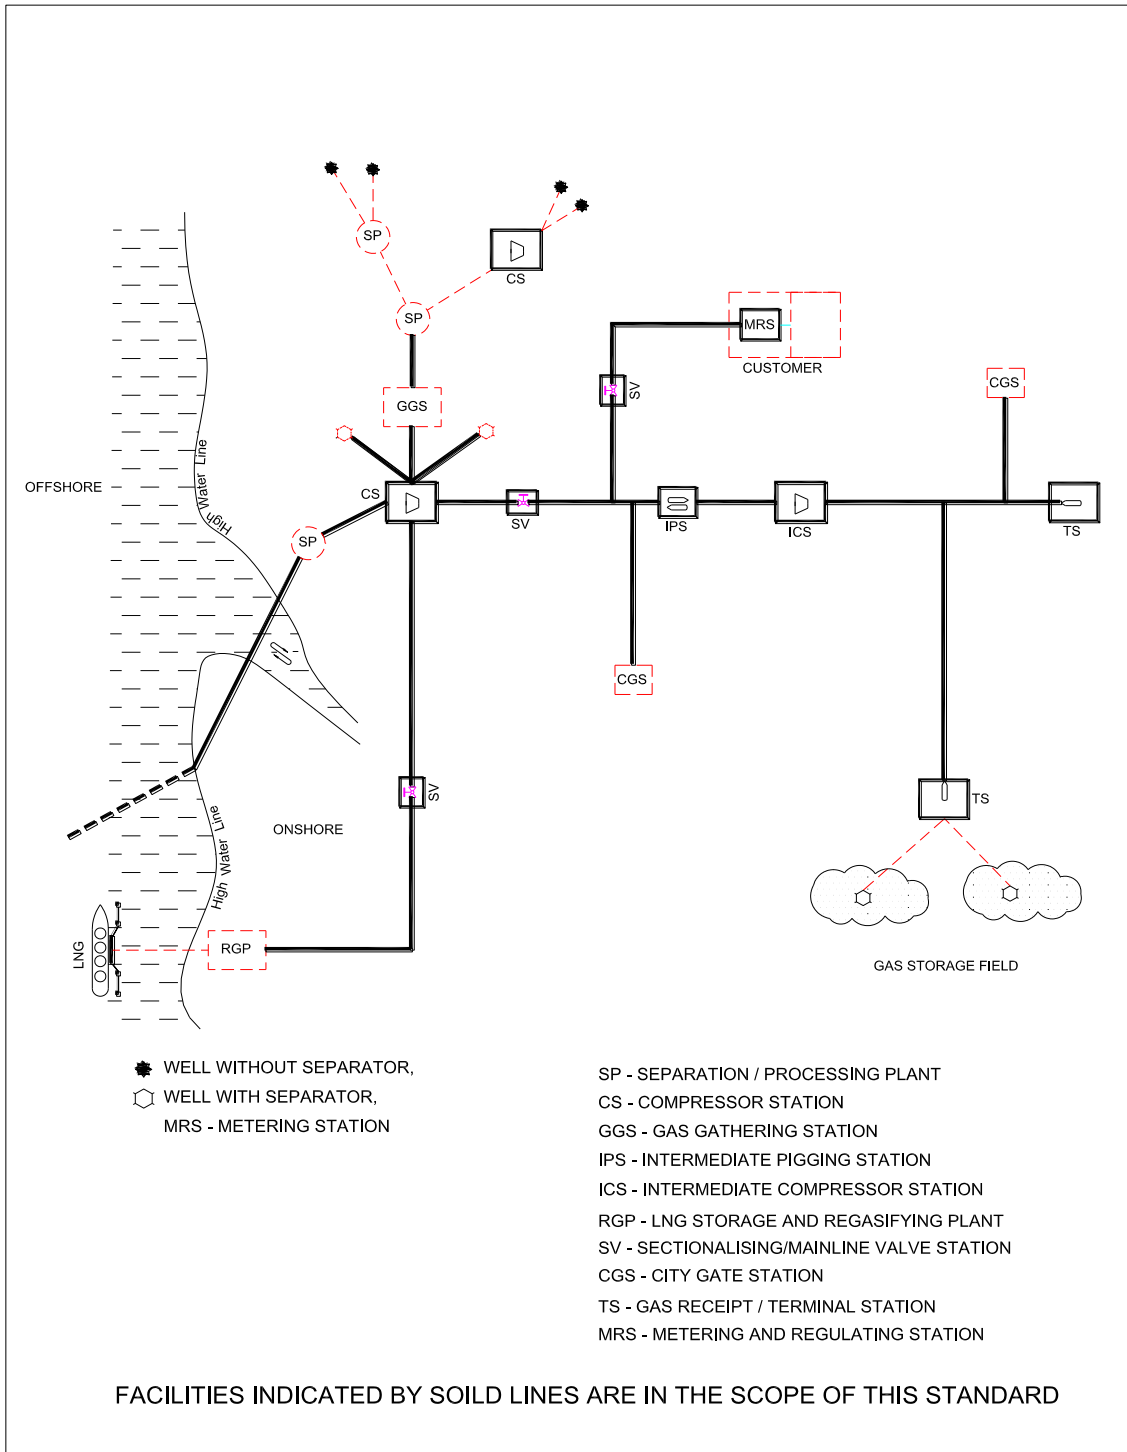 SP
CS
SP
MRS
CUSTOMER
CGS
SV
GGS
High Water Line
OFFSHORE
CS
SV
IPS
ICS
TS
SP
CGS
SV
TS
High Water Line
ONSHORE
LNG
RGP
GAS STORAGE FIELD
WELL WITHOUT SEPARATOR,
WELL WITH SEPARATOR,
MRS - METERING STATION
SP - SEPARATION / PROCESSING PLANT
CS - COMPRESSOR STATION
GGS - GAS GATHERING STATION
IPS - INTERMEDIATE PIGGING STATION
ICS - INTERMEDIATE COMPRESSOR STATION
RGP - LNG STORAGE AND REGASIFYING PLANT
SV - SECTIONALISING/MAINLINE VALVE STATION
CGS - CITY GATE STATION
TS - GAS RECEIPT / TERMINAL STATION
MRS - METERING AND REGULATING STATION
FACILITIES INDICATED BY SOILD LINES ARE IN THE SCOPE OF THIS STANDARD